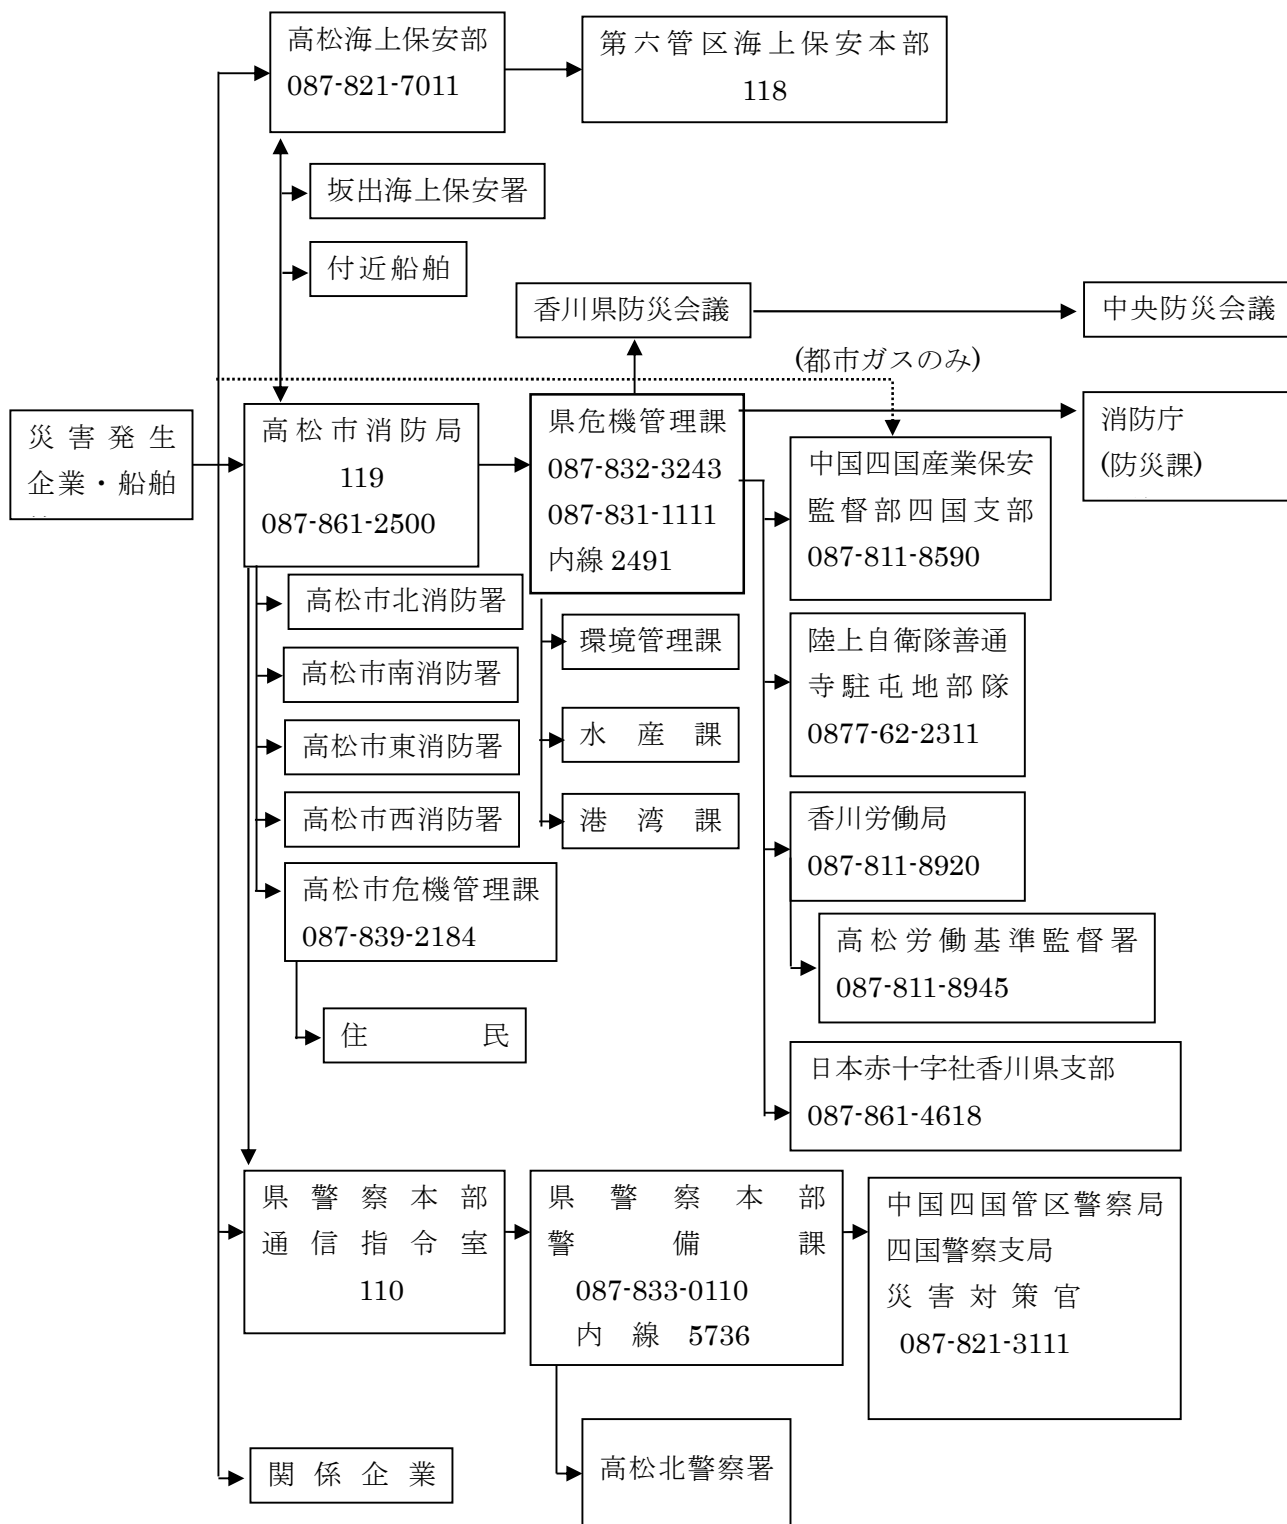 高松海上保安部
087-821-7011
第六管区海上保安本部
118
坂出海上保安署
付近船舶
香川県防災会議
中央防災会議
(都市ガスのみ)
災害発生
企業・船舶
高松市消防局
119
087-861-2500
県危機管理課
087-832-3243
087-831-1111
内線 2491
消防庁
(防災課)
中国四国産業保安
監督部四国支部
087-811-8590
高松市北消防署
高松市南消防署
高松市東消防署
高松市西消防署
高松市危機管理課
087-839-2184
住民
環境管理課
水産課
港湾課
陸上自衛隊善通
寺駐屯地部隊
0877-62-2311
香川労働局
087-811-8920
高松労働基準監督署
087-811-8945
日本赤十字社香川県支部
087-861-4618
県警察本部
通信指令室
110
県警察本部
警備課
087-833-0110
内線 5736
中国四国管区警察局
四国警察支局
災害対策官
087-821-3111
関係企業
高松北警察署